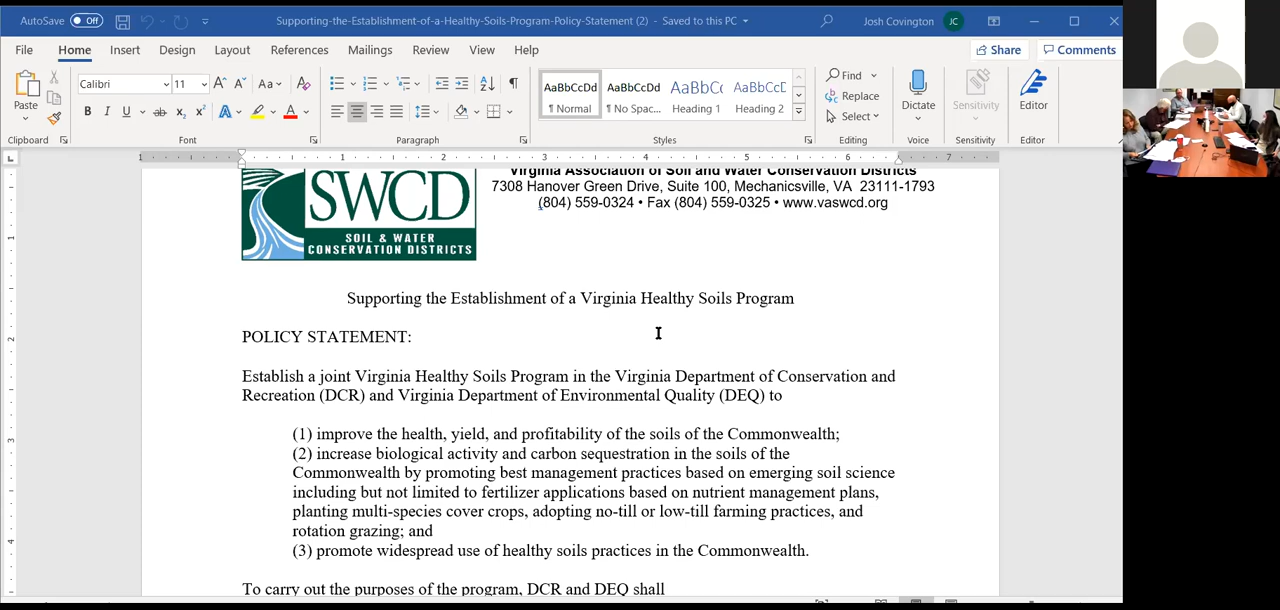 AutoSave Off Supporting-the-Establishment-of-a-Healthy-Soils-Program-Policy-Statement (2) - Saved to this PC Josh Covington JC
File Home Insert Design Layout References Mailings Review View Help Share Comments
Paste Calibri 11 Aa AaBbCcDd AaBbCcDd AaBbCc AaBbCcD Find Replace Select Dictate Sensitivity Editor
¶ Normal ¶ No Spac... Heading 1 Heading 2
Clipboard Font Paragraph Styles Editing Voice Sensitivity Editor
1 1 2 3 4 5 6 7
Virginia Association of Soil and Water Conservation Districts
7308 Hanover Green Drive, Suite 100, Mechanicsville, VA 23111-1793
(804) 559-0324 • Fax (804) 559-0325 • www.vaswcd.org
SWCD
SOIL & WATER
CONSERVATION DISTRICTS
Supporting the Establishment of a Virginia Healthy Soils Program
POLICY STATEMENT:
Establish a joint Virginia Healthy Soils Program in the Virginia Department of Conservation and
Recreation (DCR) and Virginia Department of Environmental Quality (DEQ) to
(1) improve the health, yield, and profitability of the soils of the Commonwealth;
(2) increase biological activity and carbon sequestration in the soils of the
Commonwealth by promoting best management practices based on emerging soil science
including but not limited to fertilizer applications based on nutrient management plans,
planting multi-species cover crops, adopting no-till or low-till farming practices, and
rotation grazing; and
(3) promote widespread use of healthy soils practices in the Commonwealth.
To carry out the purposes of the program, DCR and DEQ shall